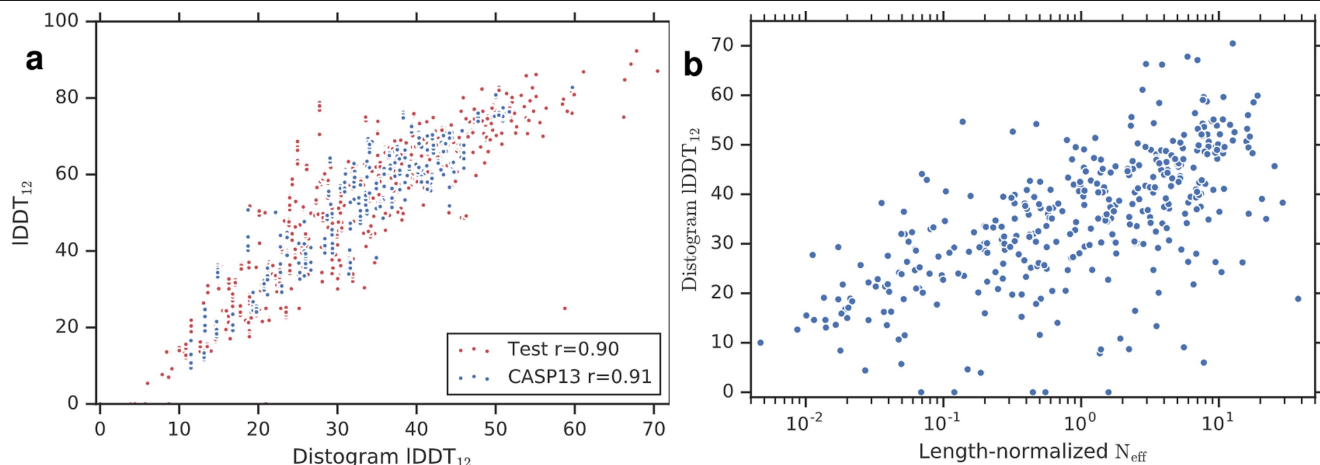 a
100
80
60
40
20
0
lDDT12
0 10 20 30 40 50 60 70
Distogram lDDT12
Test r=0.90
CASP13 r=0.91
b
70
60
50
40
30
20
10
0
Distogram lDDT12
10-2 10-1 100 101
Length-normalized Neff